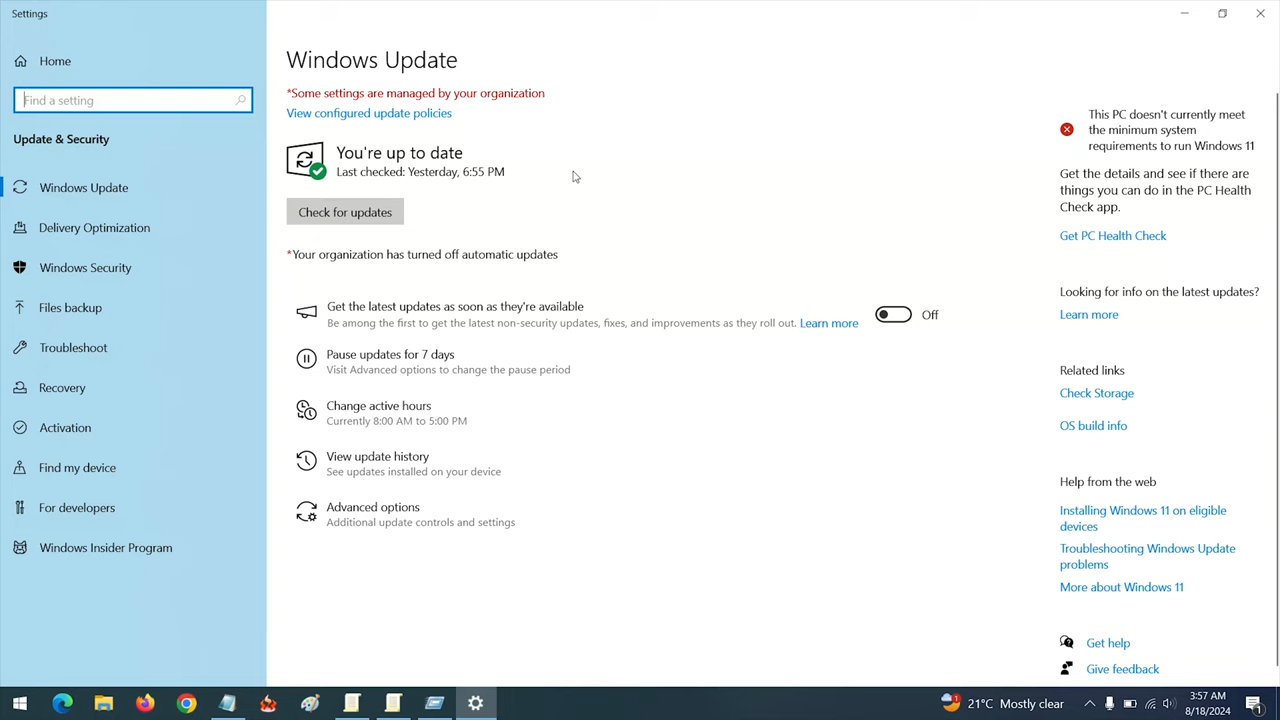 Settings
Home
Find a setting
Update & Security
Windows Update
Delivery Optimization
Windows Security
Files backup
Troubleshoot
Recovery
Activation
Find my device
For developers
Windows Insider Program
Windows Update
*Some settings are managed by your organization
View configured update policies
You're up to date
Last checked: Yesterday, 6:55 PM
Check for updates
*Your organization has turned off automatic updates
Get the latest updates as soon as they're available
Be among the first to get the latest non-security updates, fixes, and improvements as they roll out. Learn more
Off
Pause updates for 7 days
Visit Advanced options to change the pause period
Change active hours
Currently 8:00 AM to 5:00 PM
View update history
See updates installed on your device
Advanced options
Additional update controls and settings
This PC doesn't currently meet
the minimum system
requirements to run Windows 11
Get the details and see if there are
things you can do in the PC Health
Check app.
Get PC Health Check
Looking for info on the latest updates?
Learn more
Related links
Check Storage
OS build info
Help from the web
Installing Windows 11 on eligible
devices
Troubleshooting Windows Update
problems
More about Windows 11
Get help
Give feedback
1
21°C Mostly clear
3:57 AM
8/18/2024
1